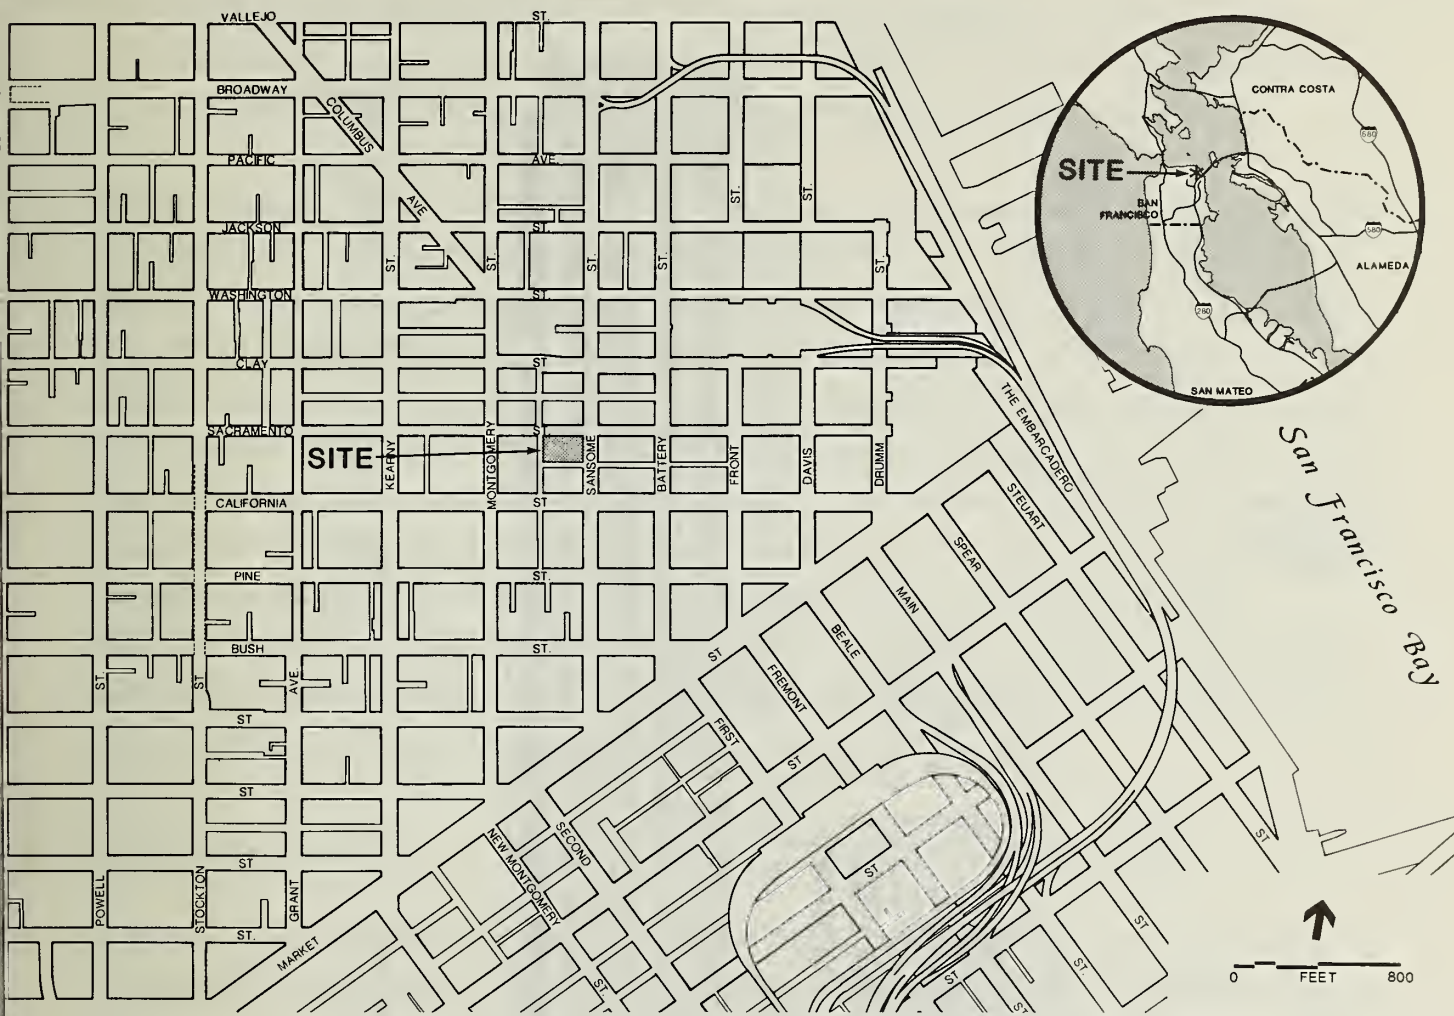 VALLEJO ST.
BROADWAY
COLUMBUS
AVE
PACIFIC AVE.
JACKSON ST.
ST.
ST.
ST.
ST.
ST.
ST.
ST.
WASHINGTON ST.
CLAY ST
SACRAMENTO ST.
SITE
KEARNY
MONTGOMERY
SANSOME
BATTERY
FRONT
DAVIS
DRUMM
THE EMBARCADERO
CALIFORNIA ST
PINE ST.
BUSH ST.
ST.
ST
AVE.
ST
ST
ST
ST.
POWELL
STOCKTON
GRANT
MARKET
ST
STEUART
SPEAR
MAIN
BEALE
FREMONT
FIRST
SECOND
NEW MONTGOMERY
ST
ST
ST
ST
ST.
ST
ST.
ST
CONTRA COSTA
680
SITE
SAN
FRANCISCO
580
ALAMEDA
280
SAN MATEO
San Francisco Bay
0 FEET 800